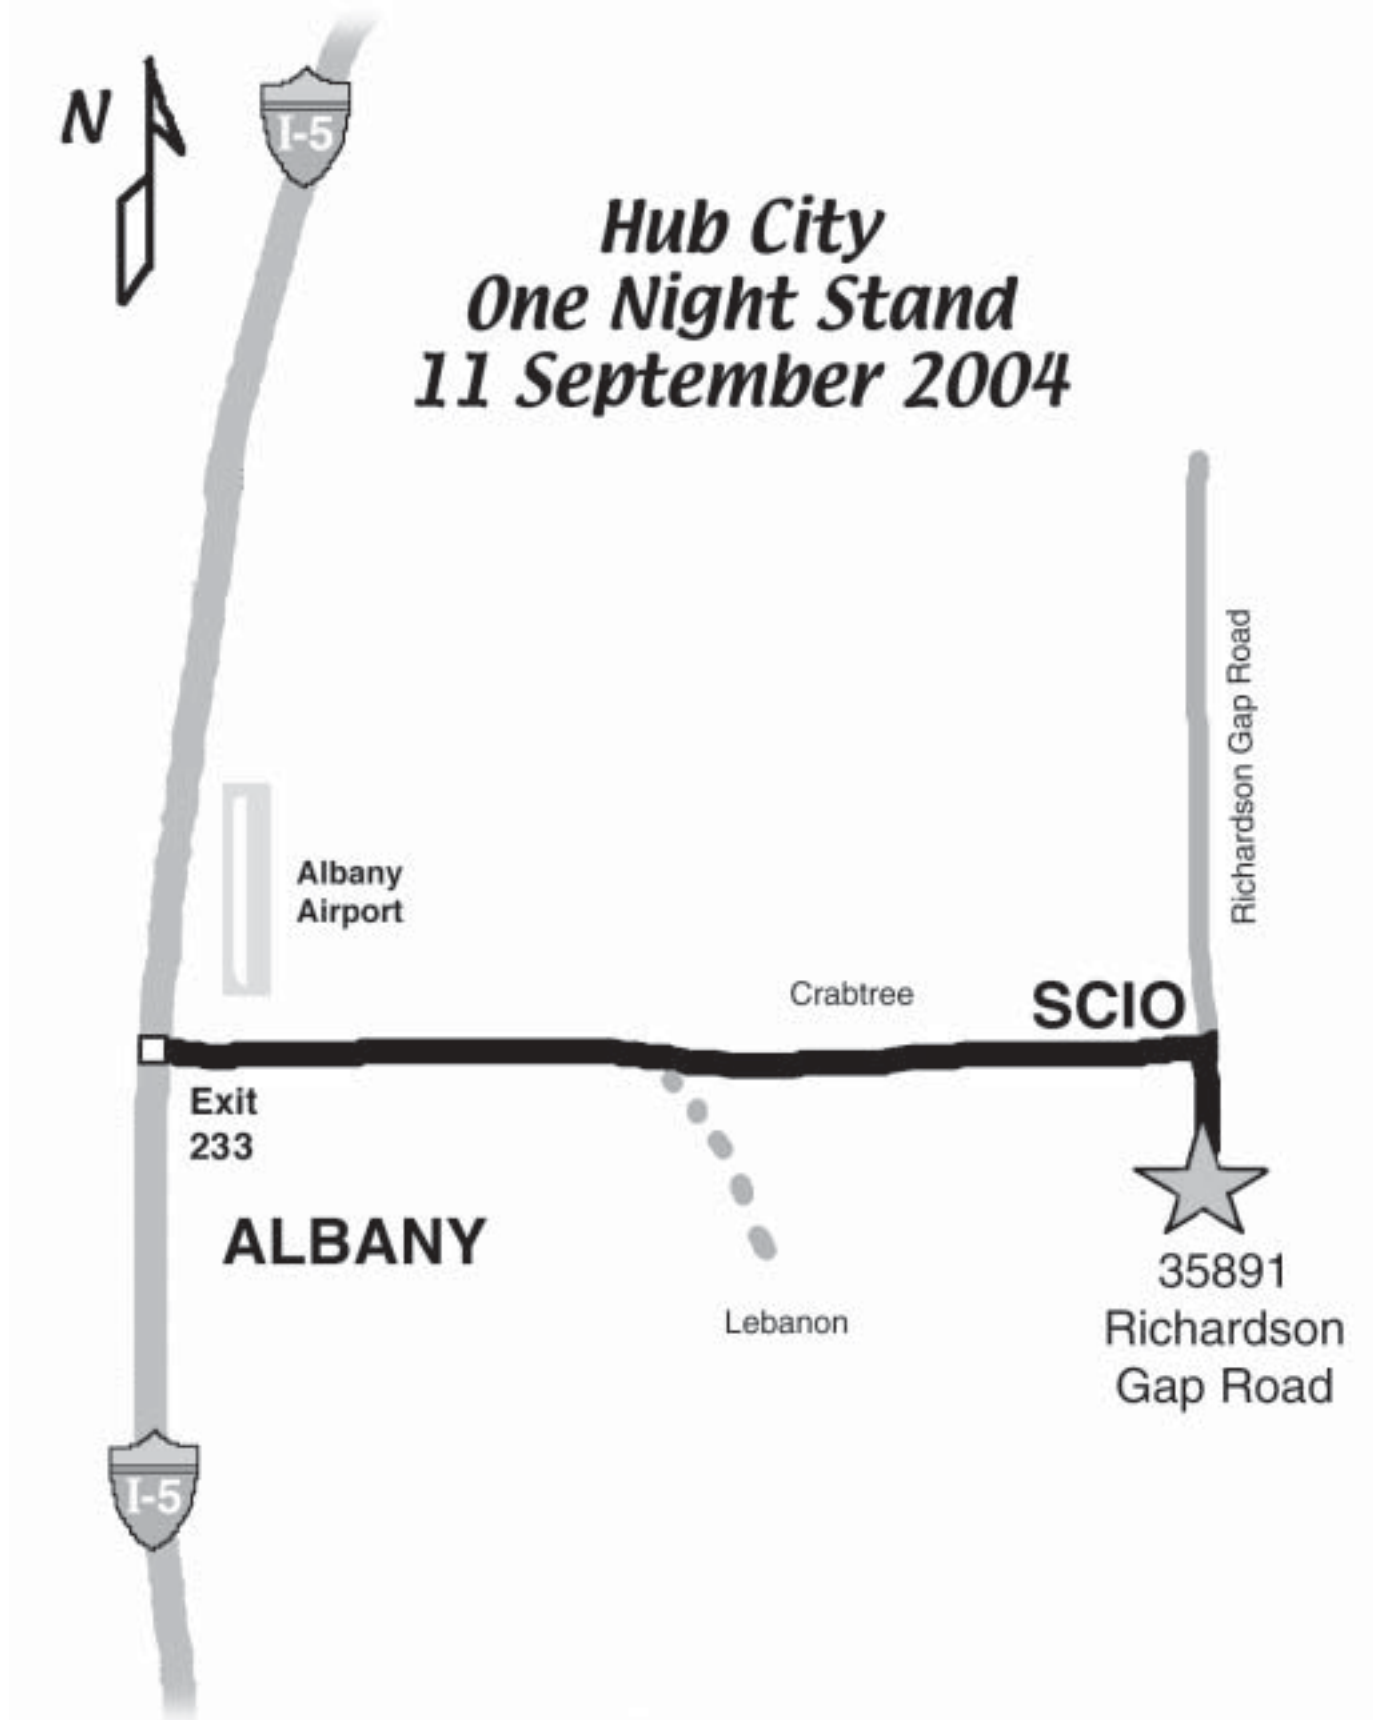 N
I-5
Hub City
One Night Stand
11 September 2004
Richardson Gap Road
Albany
Airport
Crabtree
SCIO
Exit
233
ALBANY
35891
Richardson
Gap Road
Lebanon
I-5